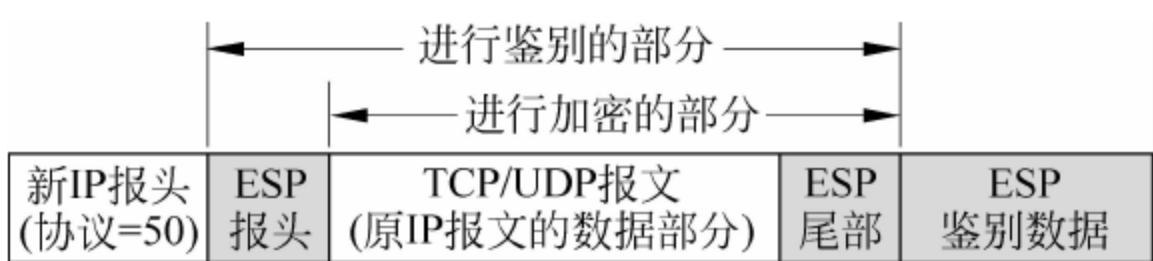 进行鉴别的部分
进行加密的部分
新IP报头 ESP TCP/UDP报文 ESP ESP
(协议=50) 报头 (原IP报文的数据部分) 尾部 鉴别数据